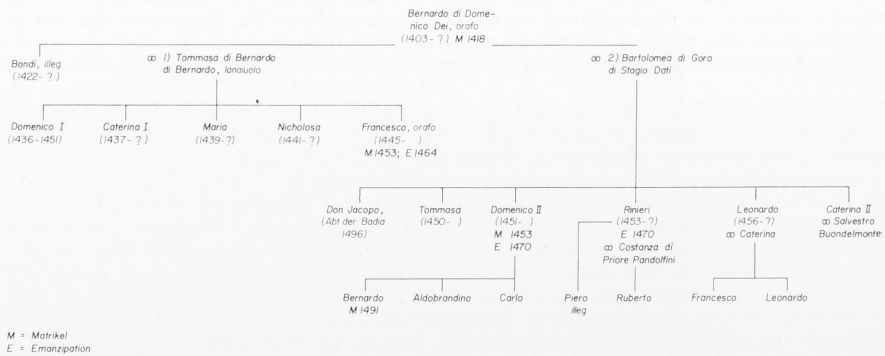 Bernardo di Dome-
nico Dei, orafo
(1403- ?) M 1418
Bondi, illeg.
(1422- ?)
∞ 1) Tommasa di Bernardo
di Bernardo, lanaiuolo
∞ 2) Bartolomea di Goro
di Stagio Dati
Domenico I
(1436-1451)
Caterina I
(1437- ?)
Maria
(1439-?)
Nicholosa
(1441-?)
Francesco, orafo
(1445- )
M 1453; E 1464
Don Jacopo,
(Abt der Badia
1496)
Tommasa
(1450- )
Domenico II
(1451- )
M 1453
E 1470
Rinieri
(1453-?)
E 1470
∞ Costanza di
Priore Pandolfini
Leonardo
(1456-?)
∞ Caterina
Caterina II
∞ Salvestro
Buondelmonte
Bernardo
M 1491
Aldobrandino
Carlo
Piero
illeg.
Ruberto
Francesco
Leonardo
M = Matrikel
E = Emanzipation